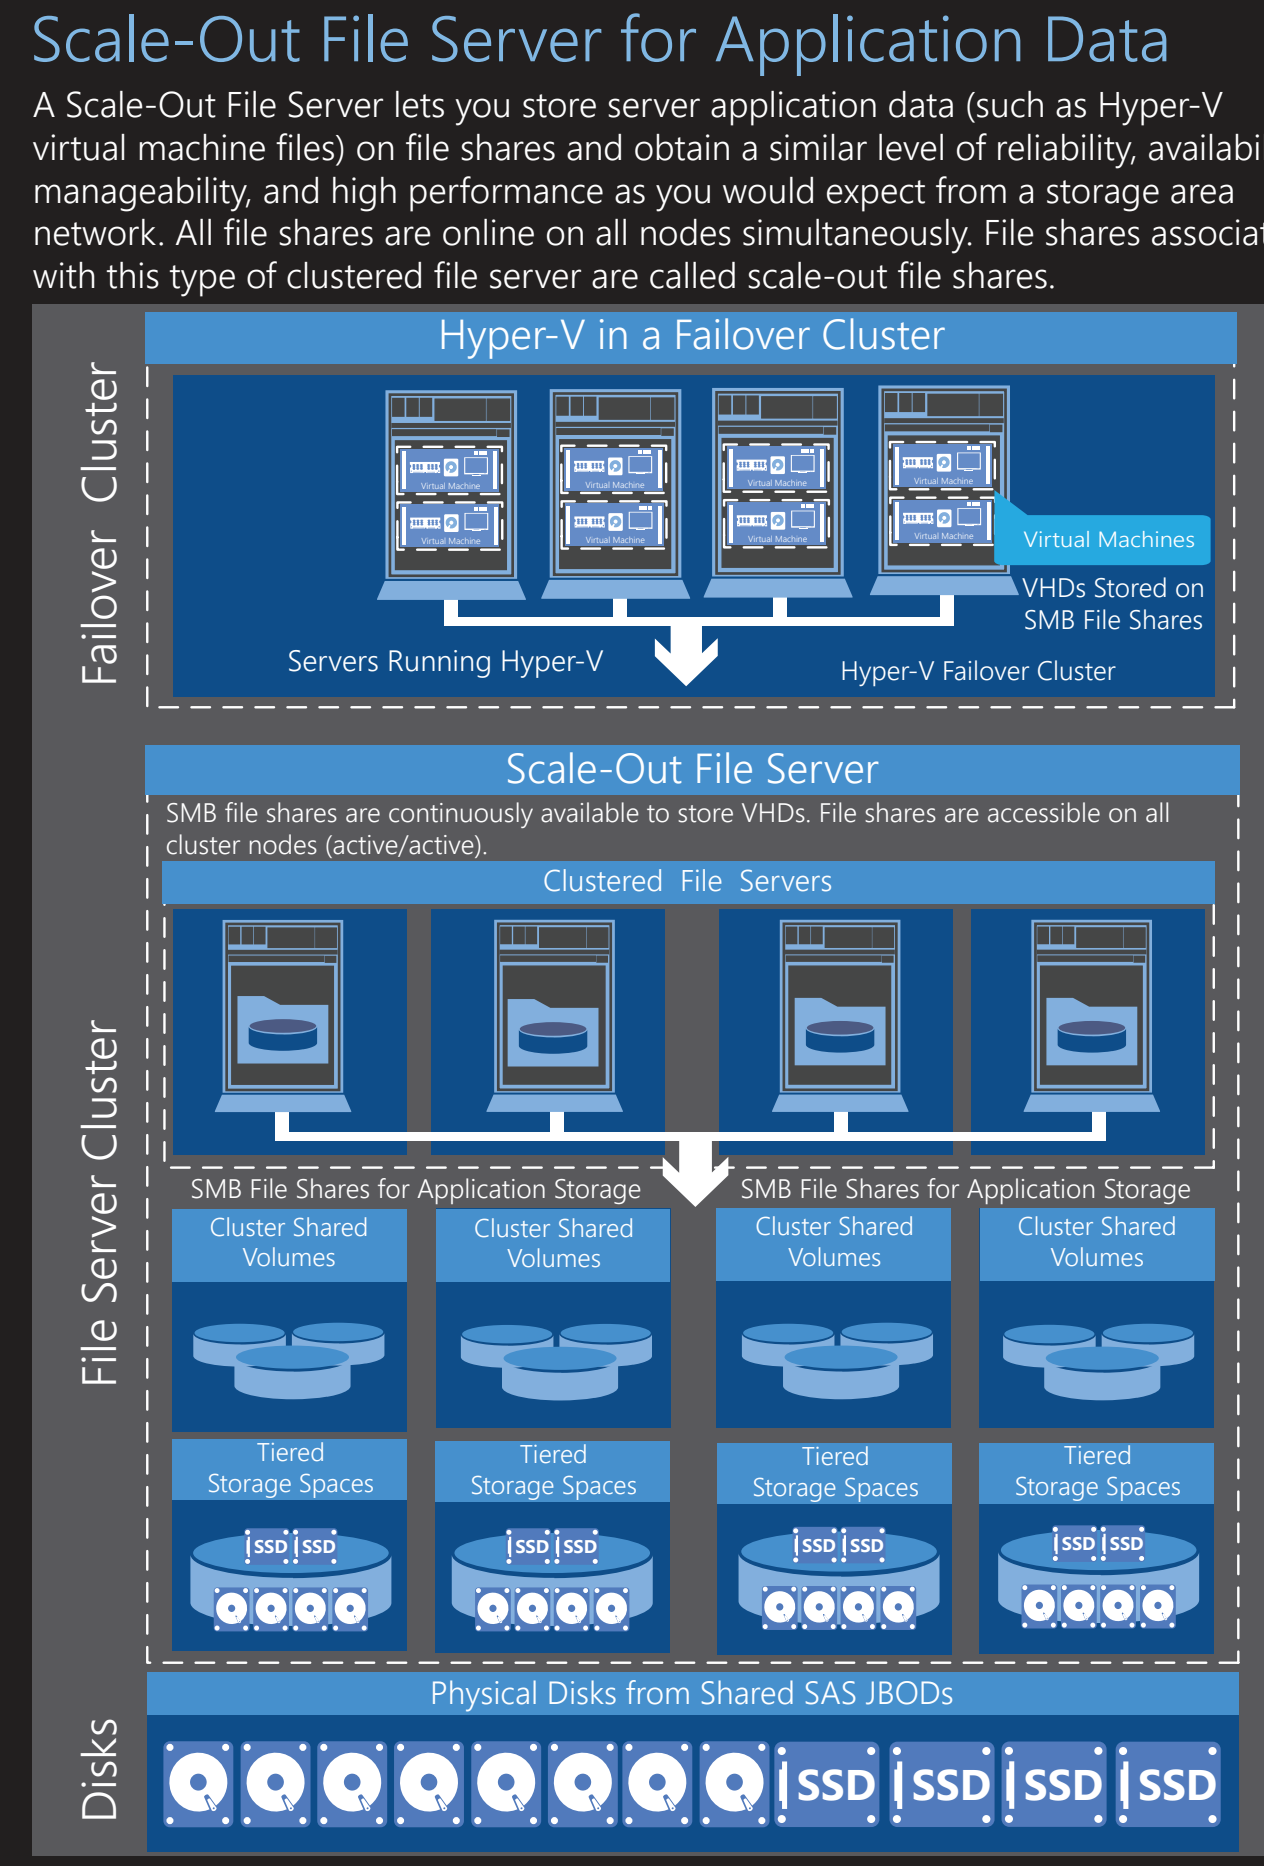 Scale-Out File Server for Application Data
A Scale-Out File Server lets you store server application data (such as Hyper-V
virtual machine files) on file shares and obtain a similar level of reliability, availabi
manageability, and high performance as you would expect from a storage area
network. All file shares are online on all nodes simultaneously. File shares associat
with this type of clustered file server are called scale-out file shares.
Failover Cluster
Hyper-V in a Failover Cluster
Virtual Machine
Virtual Machine
Virtual Machine
Virtual Machine
Virtual Machine
Virtual Machine
Virtual Machine
Virtual Machine
Virtual Machines
VHDs Stored on
SMB File Shares
Servers Running Hyper-V
Hyper-V Failover Cluster
File Server Cluster
Scale-Out File Server
SMB file shares are continuously available to store VHDs. File shares are accessible on all
cluster nodes (active/active).
Clustered File Servers
SMB File Shares for Application Storage
SMB File Shares for Application Storage
Cluster Shared
Volumes
Cluster Shared
Volumes
Cluster Shared
Volumes
Cluster Shared
Volumes
Tiered
Storage Spaces
Tiered
Storage Spaces
Tiered
Storage Spaces
Tiered
Storage Spaces
SSD SSD
SSD SSD
SSD SSD
SSD SSD
Disks
Physical Disks from Shared SAS JBODs
SSD SSD SSD SSD